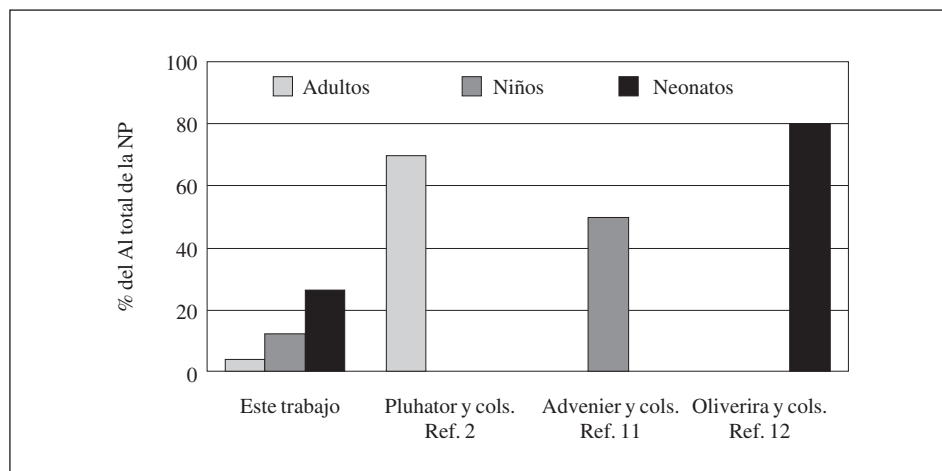 100
Adultos
Niños
Neonatos
80
60
40
20
0
% del Al total de la NP
Este trabajo
Pluhator y cols.
Ref. 2
Advenier y cols.
Ref. 11
Oliverira y cols.
Ref. 12